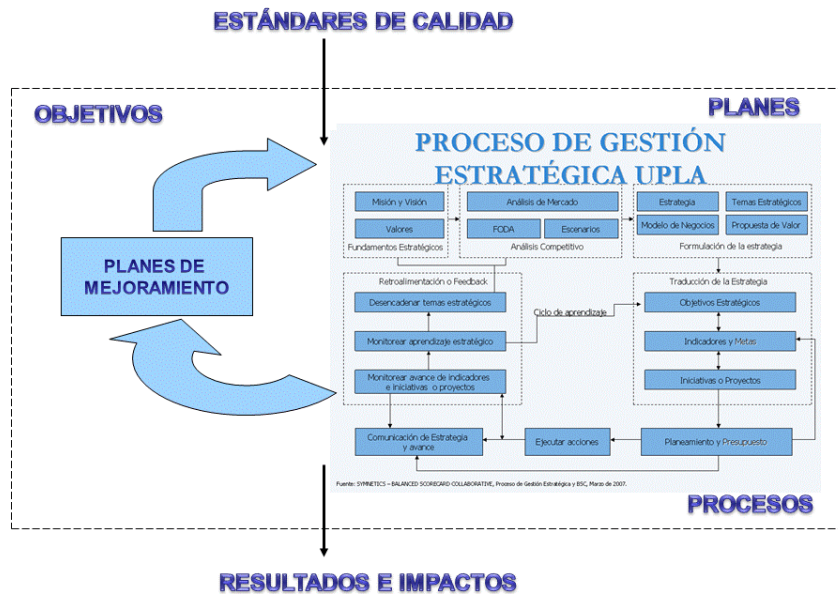 ESTÁNDARES DE CALIDAD
OBJETIVOS
PLANES
PROCESO DE GESTIÓN
ESTRATÉGICA UPLA
Misión y Visión
Valores
Fundamentos Estratégicos
Análisis de Mercado
FODA
Escenarios
Análisis Competitivo
Estrategia
Temas Estratégicos
Modelo de Negocios
Propuesta de Valor
Formulación de la estrategia
PLANES DE
MEJORAMIENTO
Retroalimentación o Feedback
Desencadenar temas estratégicos
Monitorear aprendizaje estratégico
Monitorear avance de indicadores
e iniciativas o proyectos
Ciclo de aprendizaje
Traducción de la Estrategia
Objetivos Estratégicos
Indicadores y Metas
Iniciativas o Proyectos
Comunicación de Estrategia
y avance
Ejecutar acciones
Planeamiento y Presupuesto
Fuente: SYMNETICS – BALANCED SCORECARD COLLABORATIVE, Proceso de Gestión Estratégica y BSC, Marzo de 2007.
PROCESOS
RESULTADOS E IMPACTOS